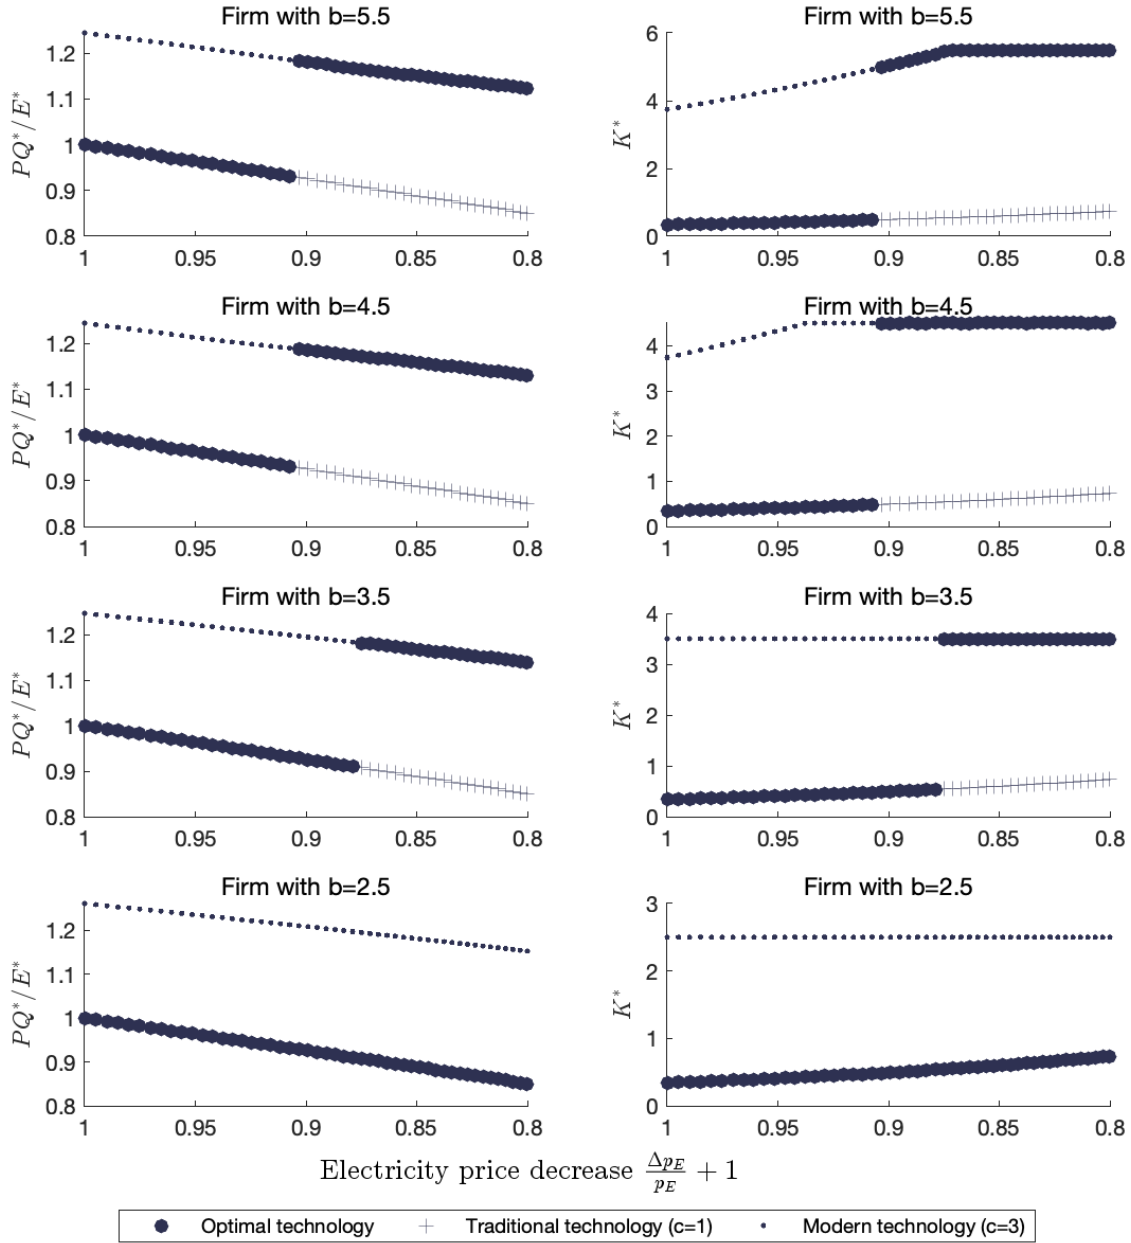 Firm with b=5.5
PQ*/E*
1.2
1.1
1
0.9
0.8
1 0.95 0.9 0.85 0.8
Firm with b=5.5
K*
6
4
2
0
1 0.95 0.9 0.85 0.8
Firm with b=4.5
PQ*/E*
1.2
1.1
1
0.9
0.8
1 0.95 0.9 0.85 0.8
Firm with b=4.5
K*
4
3
2
1
0
1 0.95 0.9 0.85 0.8
Firm with b=3.5
PQ*/E*
1.2
1.1
1
0.9
0.8
1 0.95 0.9 0.85 0.8
Firm with b=3.5
K*
4
3
2
1
0
1 0.95 0.9 0.85 0.8
Firm with b=2.5
PQ*/E*
1.2
1.1
1
0.9
0.8
1 0.95 0.9 0.85 0.8
Firm with b=2.5
K*
3
2
1
0
1 0.95 0.9 0.85 0.8
Electricity price decrease Δp_E/p_E + 1
Optimal technology Traditional technology (c=1) Modern technology (c=3)